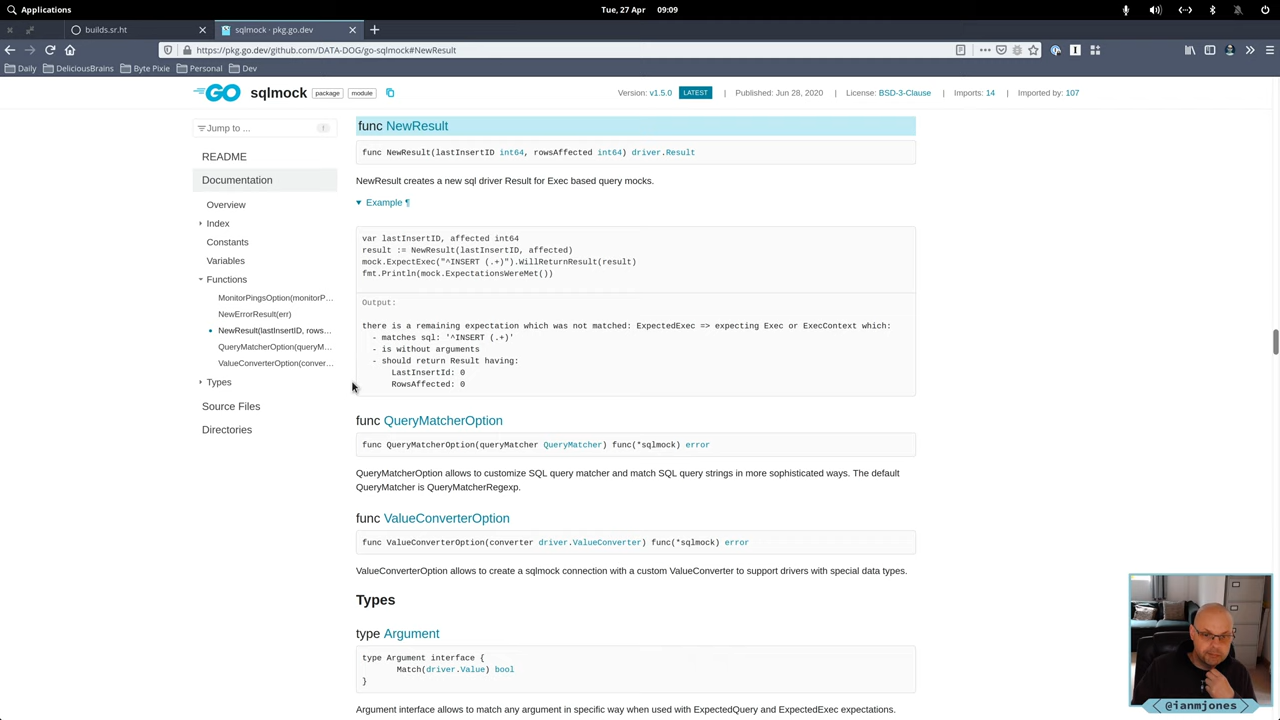 Applications
Tue, 27 Apr 09:09
builds.sr.ht
sqlmock · pkg.go.dev
https://pkg.go.dev/github.com/DATA-DOG/go-sqlmock#NewResult
Daily
DeliciousBrains
Byte Pixie
Personal
Dev
GO
sqlmock package module
Version: v1.5.0 LATEST | Published: Jun 28, 2020 | License: BSD-3-Clause | Imports: 14 | Imported by: 107
Jump to ...
README
Documentation
Overview
Index
Constants
Variables
Functions
MonitorPingsOption(monitorP...
NewErrorResult(err)
NewResult(lastInsertID, rows...
QueryMatcherOption(queryM...
ValueConverterOption(conver...
Types
Source Files
Directories
func NewResult
func NewResult(lastInsertID int64, rowsAffected int64) driver.Result
NewResult creates a new sql driver Result for Exec based query mocks.
Example ¶
var lastInsertID, affected int64
result := NewResult(lastInsertID, affected)
mock.ExpectExec("^INSERT (.+)").WillReturnResult(result)
fmt.Println(mock.ExpectationsWereMet())
Output:
there is a remaining expectation which was not matched: ExpectedExec => expecting Exec or ExecContext which:
- matches sql: '^INSERT (.+)'
- is without arguments
- should return Result having:
LastInsertId: 0
RowsAffected: 0
func QueryMatcherOption
func QueryMatcherOption(queryMatcher QueryMatcher) func(*sqlmock) error
QueryMatcherOption allows to customize SQL query matcher and match SQL query strings in more sophisticated ways. The default
QueryMatcher is QueryMatcherRegexp.
func ValueConverterOption
func ValueConverterOption(converter driver.ValueConverter) func(*sqlmock) error
ValueConverterOption allows to create a sqlmock connection with a custom ValueConverter to support drivers with special data types.
Types
type Argument
type Argument interface {
Match(driver.Value) bool
}
Argument interface allows to match any argument in specific way when used with ExpectedQuery and ExpectedExec expectations.
@ianmjones